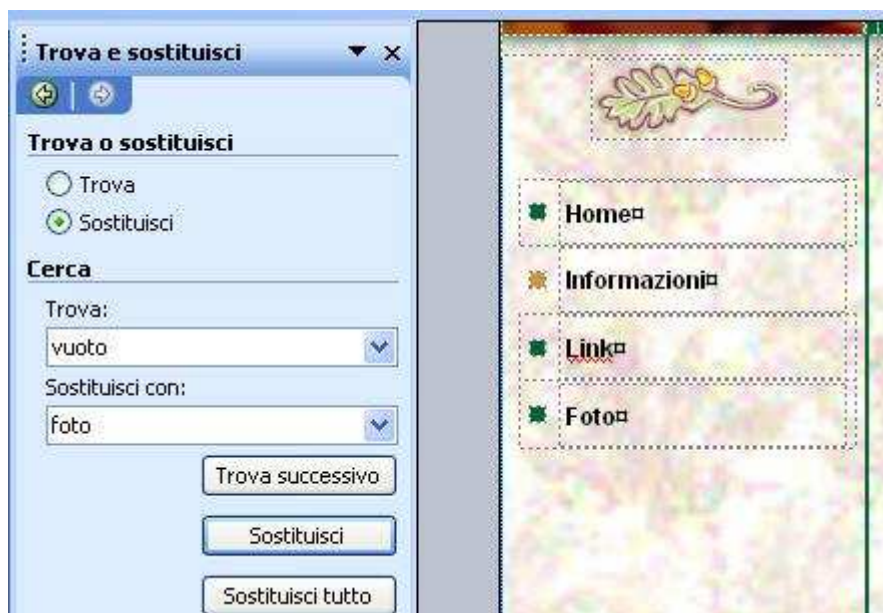 Trova e sostituisci
Trova o sostituisci
Trova
Sostituisci
Cerca
Trova:
vuoto
Sostituisci con:
foto
Trova successivo
Sostituisci
Sostituisci tutto
Home¤
Informazioni¤
Link¤
Foto¤